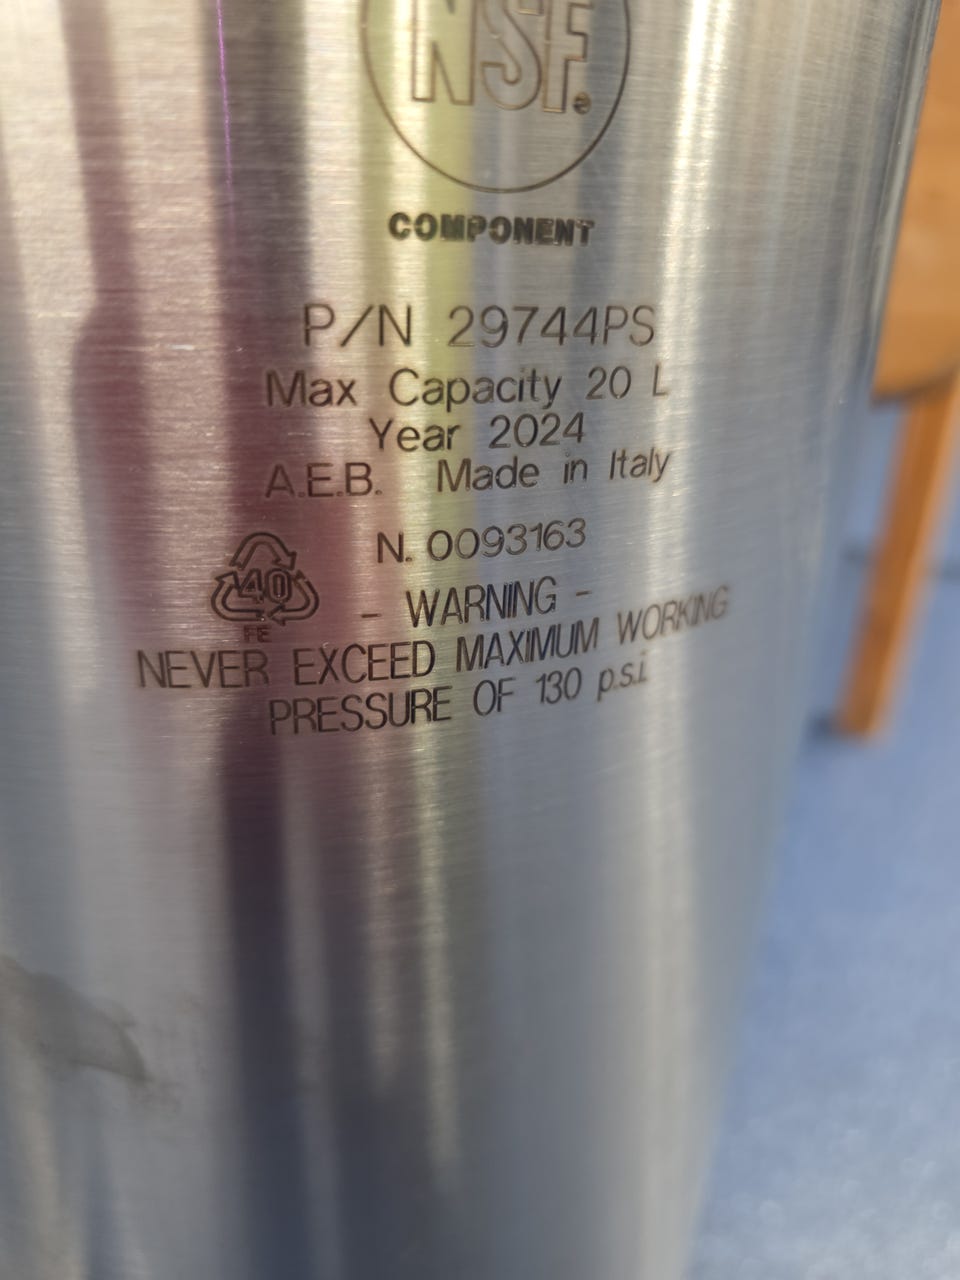 NSF®
COMPONENT
P/N 29744PS
Max Capacity 20 L
Year 2024
A.E.B. Made in Italy
N. 0093163
40
FE
- WARNING -
NEVER EXCEED MAXIMUM WORKING
PRESSURE OF 130 p.s.i